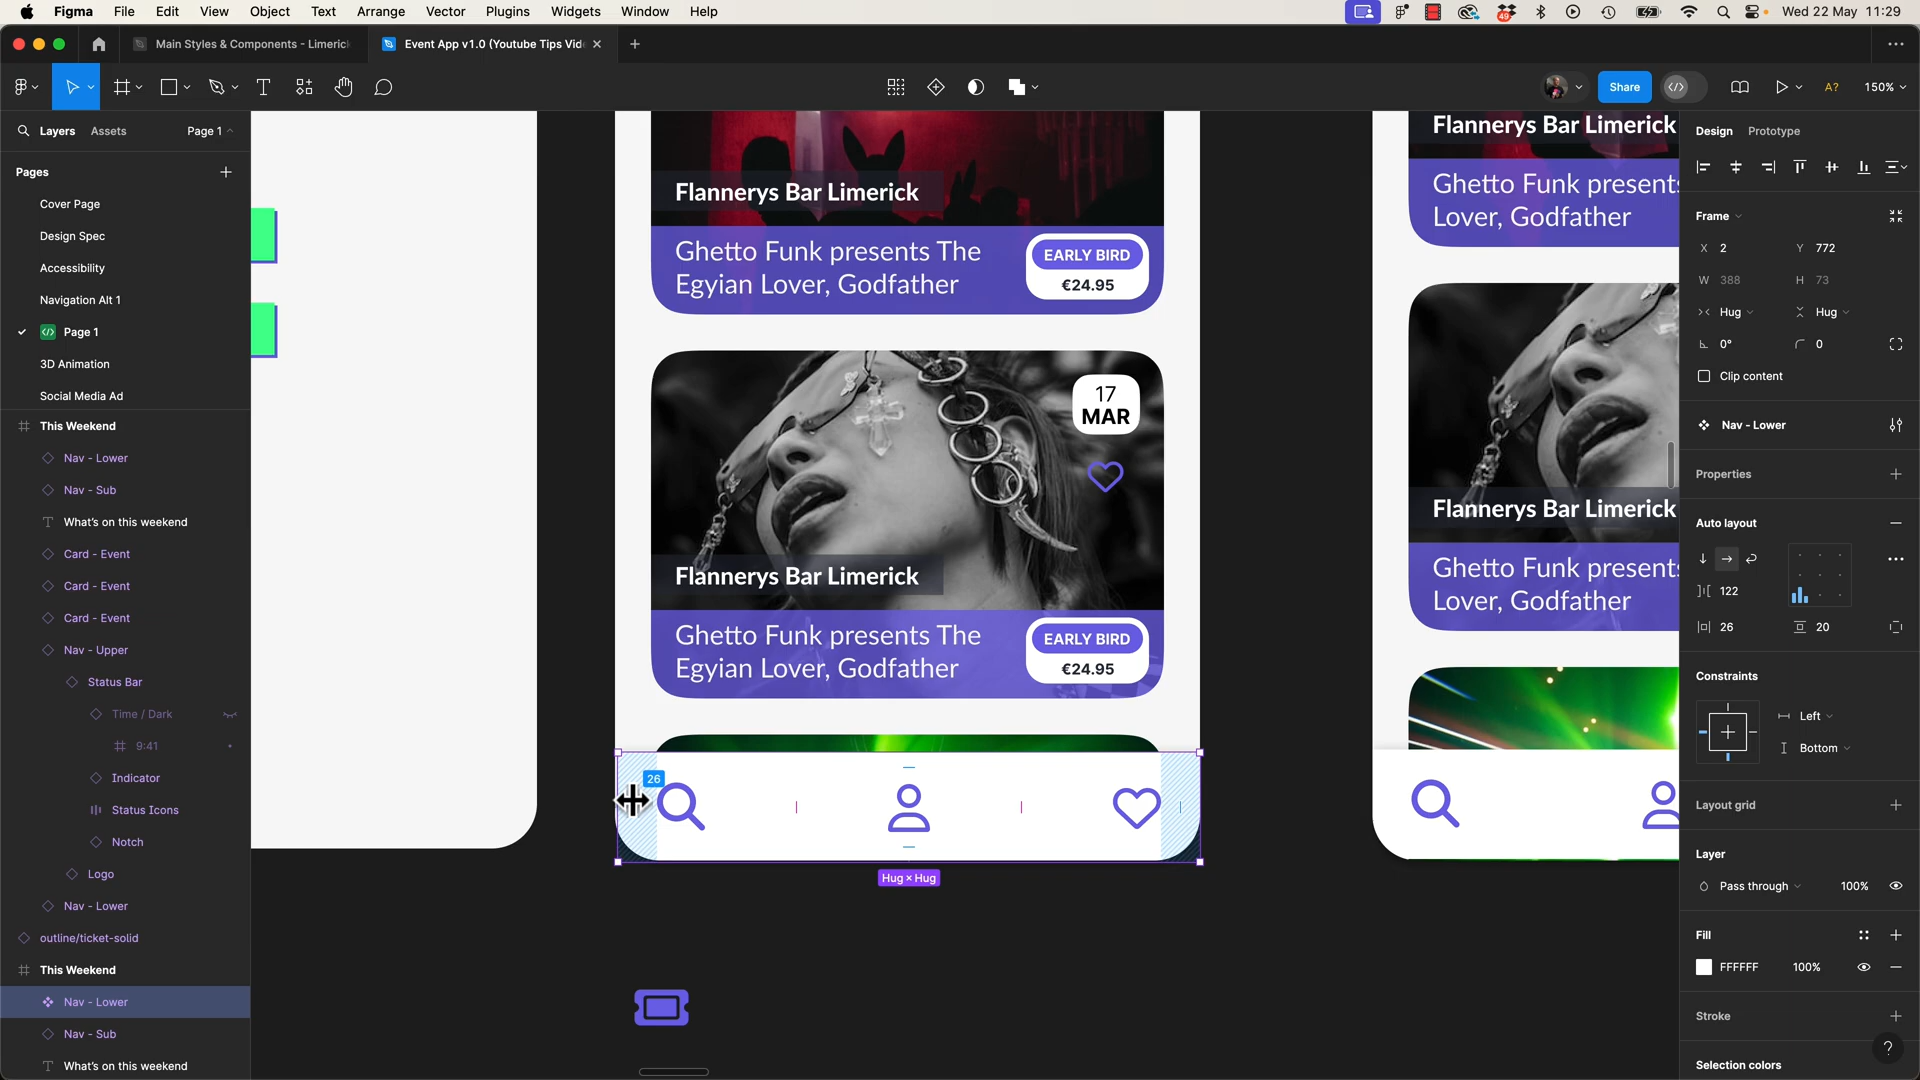 Figma File Edit View Object Text Arrange Vector Plugins Widgets Window Help
49
Wed 22 May 11:29
Main Styles & Components - Limeric
Event App v1.0 (Youtube Tips Vid
Share
A?
150%
Layers Assets Page 1
Pages
Cover Page
Design Spec
Accessibility
Navigation Alt 1
Page 1
3D Animation
Social Media Ad
This Weekend
Nav - Lower
Nav - Sub
What's on this weekend
Card - Event
Card - Event
Card - Event
Nav - Upper
Status Bar
Time / Dark
9:41
Indicator
Status Icons
Notch
Logo
Nav - Lower
outline/ticket-solid
This Weekend
Nav - Lower
Nav - Sub
What's on this weekend
Flannerys Bar Limerick
Ghetto Funk presents The
Egyian Lover, Godfather
EARLY BIRD
€24.95
17
MAR
Flannerys Bar Limerick
Ghetto Funk presents The
Egyian Lover, Godfather
EARLY BIRD
€24.95
26
Hug × Hug
Flannerys Bar Limerick
Ghetto Funk presents
Lover, Godfather
Flannerys Bar Limerick
Ghetto Funk presents
Lover, Godfather
Design Prototype
Frame
X 2 Y 772
W 388 H 73
Hug Hug
0° 0
Clip content
Nav - Lower
Properties
Auto layout
122
26 20
Constraints
Left
Bottom
Layout grid
Layer
Pass through 100%
Fill
FFFFFF 100%
Stroke
?
Selection colors